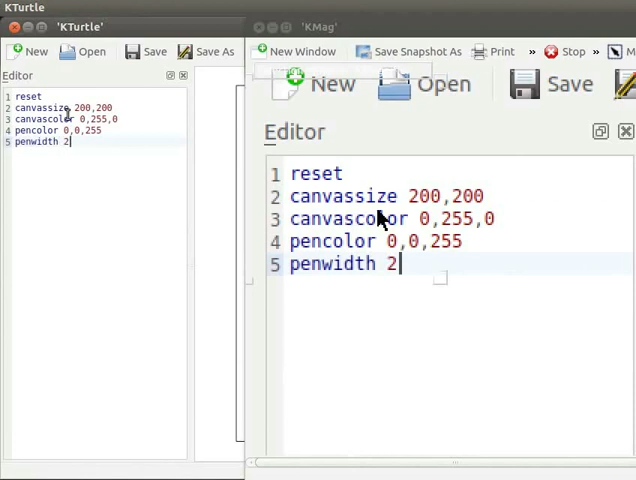 KTurtle
'KTurtle'
New Open Save Save As
Editor
1 reset
2 canvassize 200,200
3 canvascolor 0,255,0
4 pencolor 0,0,255
5 penwidth 2
'KMag'
New Window Save Snapshot As Print » Stop » M
New Open Save
Editor
1 reset
2 canvassize 200,200
3 canvascolor 0,255,0
4 pencolor 0,0,255
5 penwidth 2